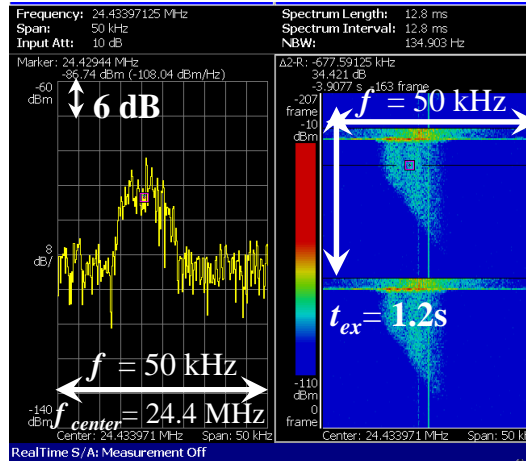 Frequency: 24.43397125 MHz
Span: 50 kHz
Input Att: 10 dB
Spectrum Length: 12.8 ms
Spectrum Interval: 12.8 ms
NBW: 134.903 Hz
Marker: 24.42944 MHz
-86.74 dBm (-108.04 dBm/Hz)
-60
dBm
6 dB
8
dB/
f = 50 kHz
-140
dBm
f center = 24.4 MHz
Center: 24.433971 MHz
Span: 50 kHz
Δ2-R: -677.59125 kHz
34.421 dB
-3.9077 s -163 frame
-207
frame
-10
dBm
f = 50 kHz
t ex = 1.2s
-110
dBm
0
frame
Center: 24.433971 MHz
Span: 50 k
RealTime S/A: Measurement Off